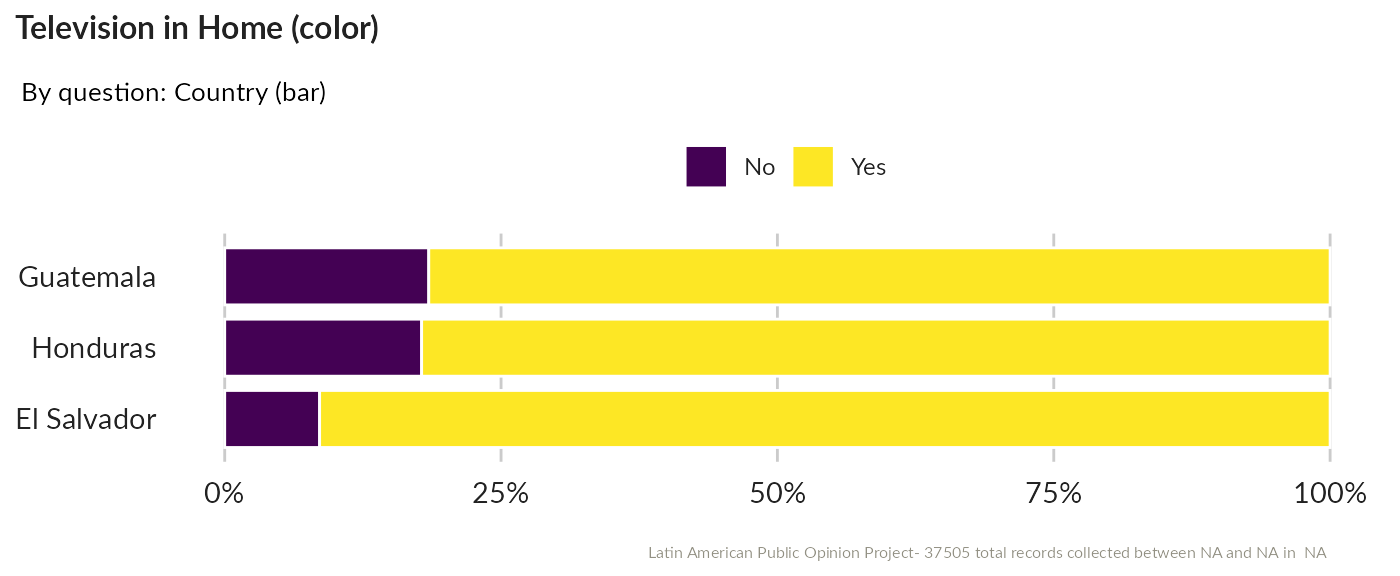 Television in Home (color)
By question: Country (bar)
No Yes
Guatemala
Honduras
El Salvador
0% 25% 50% 75% 100%
Latin American Public Opinion Project- 37505 total records collected between NA and NA in  NA